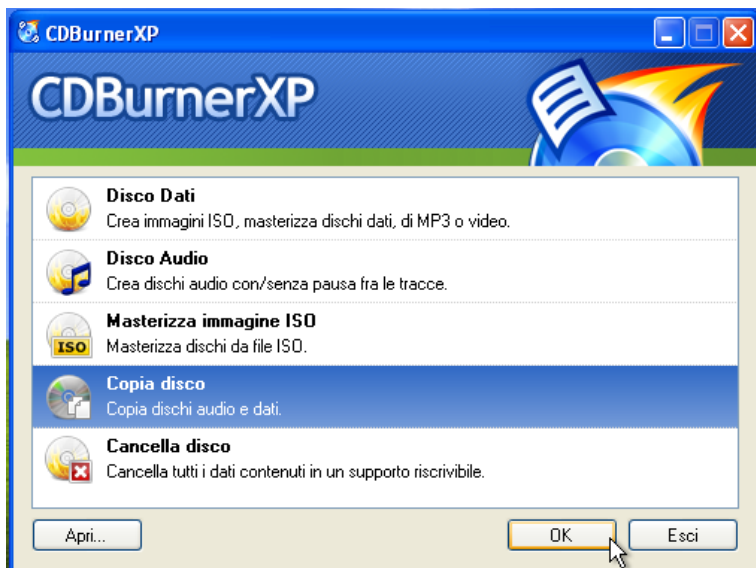 CDBurnerXP
CDBurnerXP
Disco Dati
Crea immagini ISO, masterizza dischi dati, di MP3 o video.
Disco Audio
Crea dischi audio con/senza pausa fra le tracce.
Masterizza immagine ISO
ISO
Masterizza dischi da file ISO.
Copia disco
Copia dischi audio e dati.
Cancella disco
Cancella tutti i dati contenuti in un supporto riscrivibile.
Apri... OK Esci